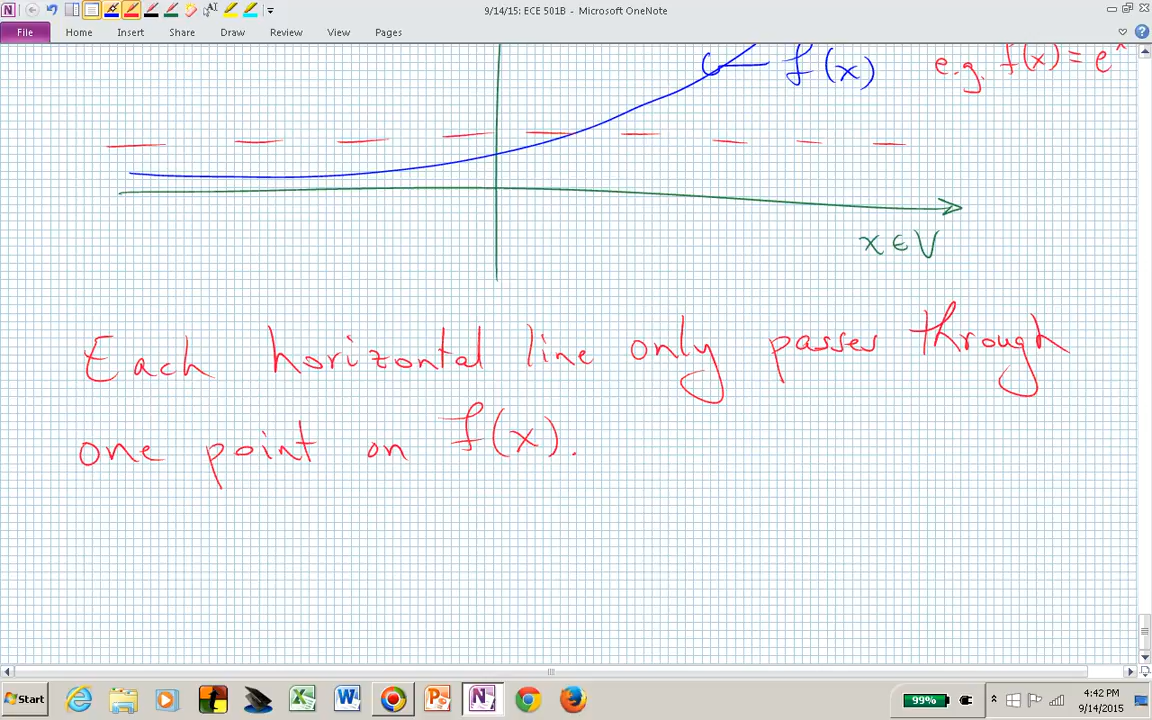 9/14/15: ECE 501B - Microsoft OneNote
File Home Insert Share Draw Review View Pages
f(x) e.g. f(x) = e^x
x ∈ V
Each horizontal line only passes through
one point on f(x).
Start 99% 4:42 PM
9/14/2015